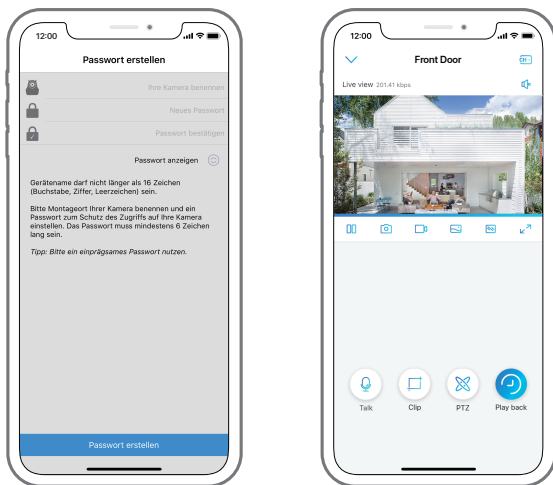 12:00
Passwort erstellen
Ihre Kamera benennen
Neues Passwort
Passwort bestätigen
Passwort anzeigen
Gerätename darf nicht länger als 16 Zeichen
(Buchstabe, Ziffer, Leerzeichen) sein.
Bitte Montageort Ihrer Kamera benennen und ein
Passwort zum Schutz des Zugriffs auf Ihre Kamera
einstellen. Das Passwort muss mindestens 6 Zeichen
lang sein.
Tipp: Bitte ein einprägsames Passwort nutzen.
Passwort erstellen
12:00
Front Door
CH
Live view 201.41 kbps
Talk
Clip
PTZ
Play back